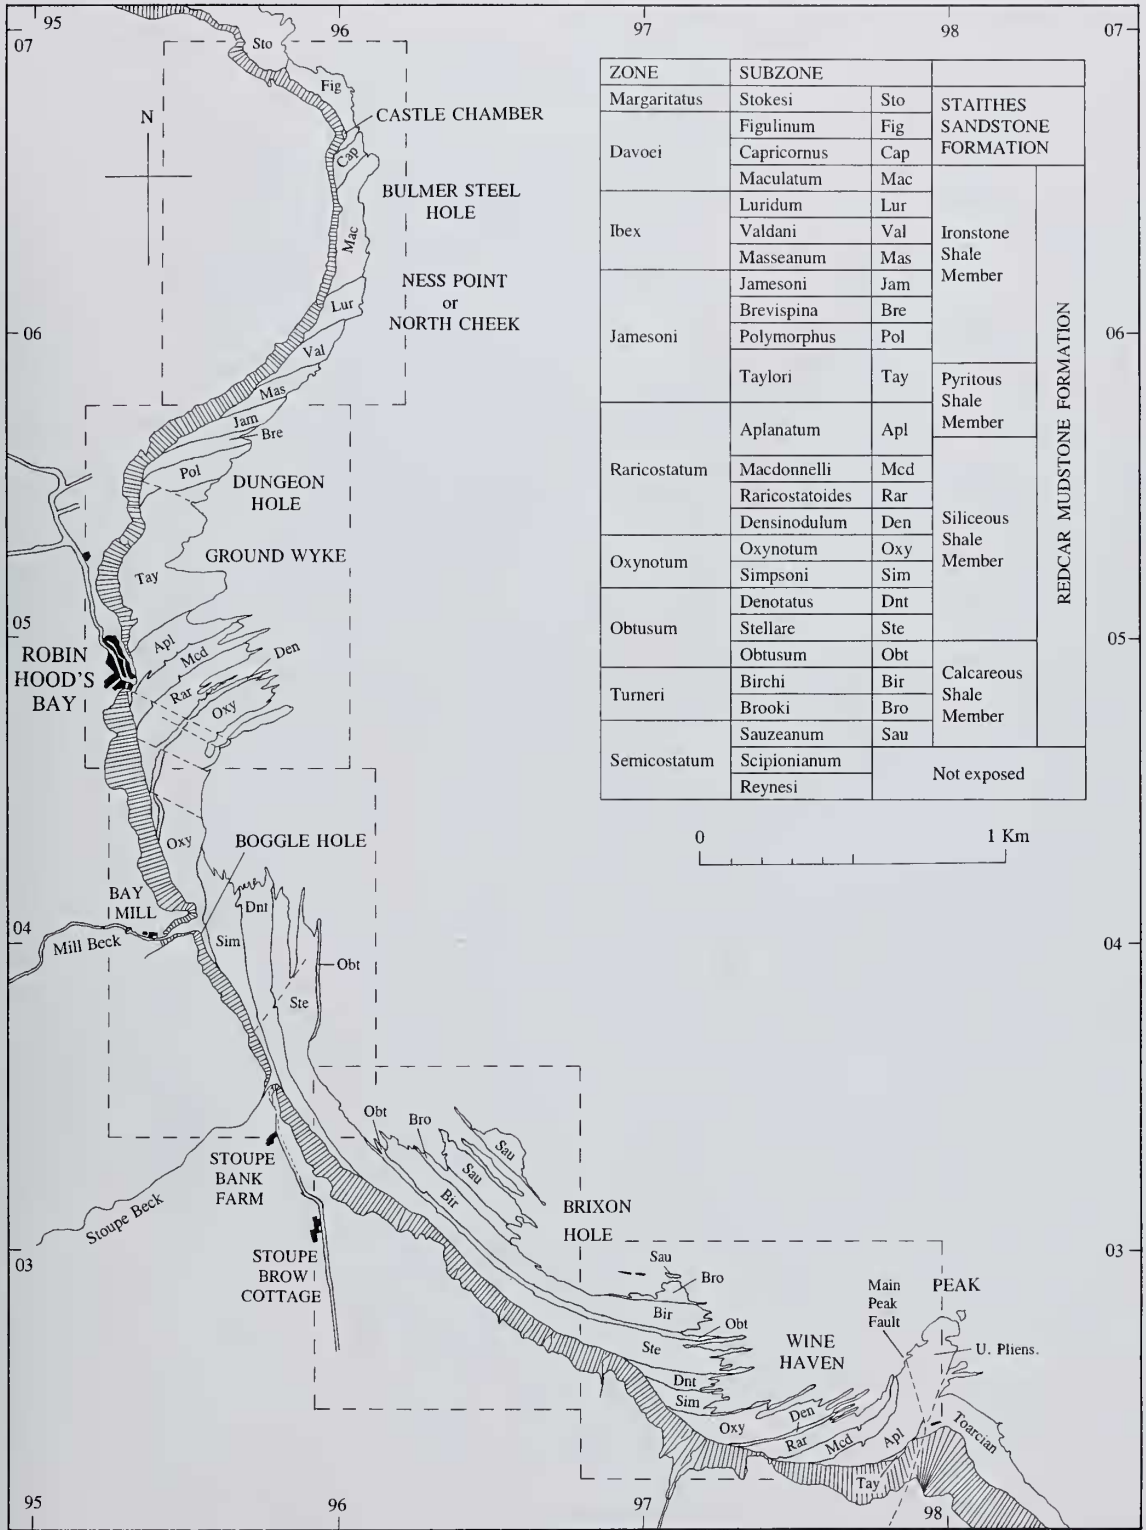 95
96
97
98
07
07
Sto
Fig
N
CASTLE CHAMBER
Cap
BULMER STEEL
HOLE
Mac
NESS POINT
or
NORTH CHEEK
Lur
06
06
Val
Mas
Jam
Bre
Pol
DUNGEON
HOLE
GROUND WYKE
Tay
05
05
Apl
Mcd
Den
ROBIN
HOOD'S
BAY
Rar
Oxy
ZONE SUBZONE
Margaritatus Stokesi Sto STAITHES
SANDSTONE
FORMATION
Davoei Figulinum Fig
Capricornus Cap
Maculatum Mac
Ibex Luridum Lur
Valdani Val
Masseanum Mas
Ironstone
Shale
Member
Jamesoni Jamesoni Jam
Brevispina Bre
Polymorphus Pol
Taylori Tay
Pyritous
Shale
Member
Raricostatum Aplanatum Apl
Macdonnelli Mcd
Raricostatoides Rar
Densinodulum Den
Siliceous
Shale
Member
Oxynotum Oxynotum Oxy
Simpsoni Sim
Obtusum Denotatus Dnt
Stellare Ste
Obtusum Obt
Calcareous
Shale
Member
Turneri Birchi Bir
Brooki Bro
Semicostatum Sauzeanum Sau
Scipionianum
Reynesi
Not exposed
REDCAR MUDSTONE FORMATION
0
1 Km
Oxy
BOGGLE HOLE
BAY
MILL
Dnt
Mill Beck
Sim
04
04
Obt
Ste
Obt
Bro
Sau
Sau
STOUPE
BANK
FARM
Bir
Stoupe Beck
BRIXON
HOLE
03
03
STOUPE
BROW
COTTAGE
Sau
Bro
Main
Peak
Fault
PEAK
Bir
Obt
WINE
HAVEN
U. Pliens.
Ste
Dnt
Sim
Oxy
Den
Rar
Mcd
Apl
Toarcian
Tay
95
96
97
98